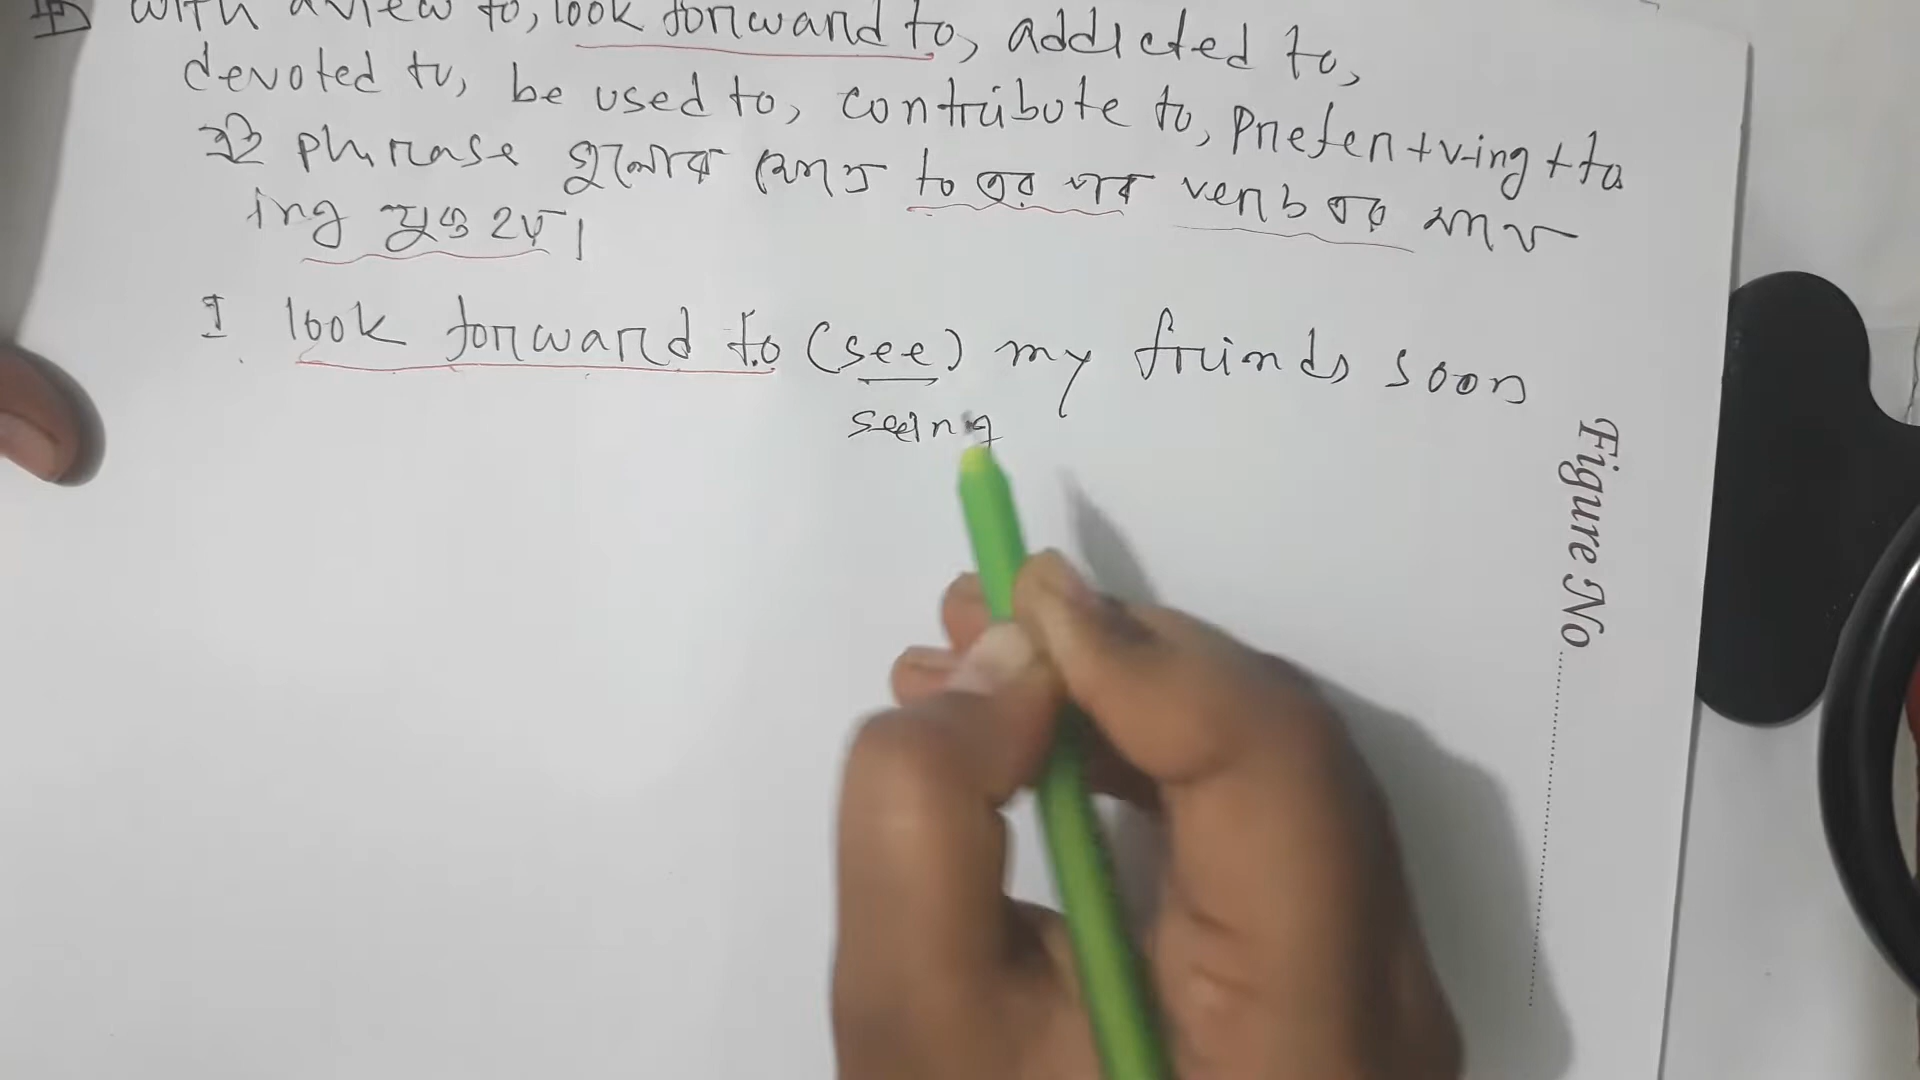 with a view to, look forward to, addicted to,
devoted to, be used to, contribute to, prefer + v-ing + to
এই phrase গুলোর শেষে to এর পর verb এর সাথে
ing যুক্ত হয়।
I look forward to (see) my friends soon
seeing
Figure No